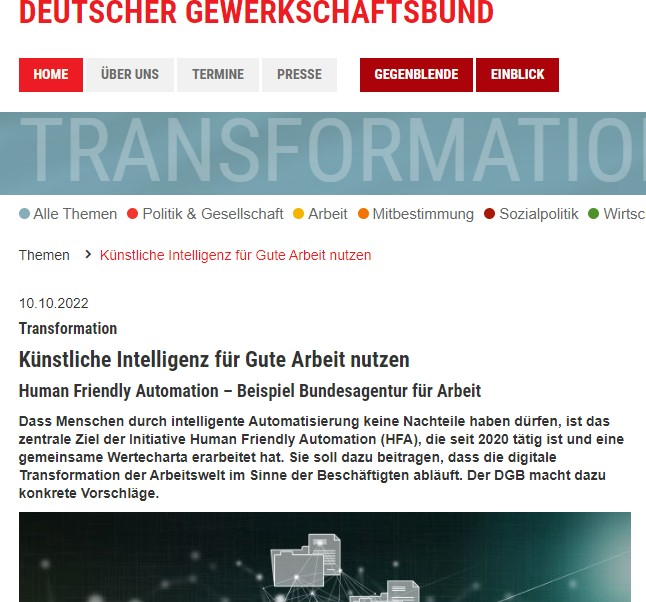 DEUTSCHER GEWERKSCHAFTSBUND
HOME ÜBER UNS TERMINE PRESSE GEGENBLENDE EINBLICK
TRANSFORMATIO
Alle Themen Politik & Gesellschaft Arbeit Mitbestimmung Sozialpolitik Wirtsc
Themen > Künstliche Intelligenz für Gute Arbeit nutzen
10.10.2022
Transformation
Künstliche Intelligenz für Gute Arbeit nutzen
Human Friendly Automation – Beispiel Bundesagentur für Arbeit
Dass Menschen durch intelligente Automatisierung keine Nachteile haben dürfen, ist das
zentrale Ziel der Initiative Human Friendly Automation (HFA), die seit 2020 tätig ist und eine
gemeinsame Wertecharta erarbeitet hat. Sie soll dazu beitragen, dass die digitale
Transformation der Arbeitswelt im Sinne der Beschäftigten abläuft. Der DGB macht dazu
konkrete Vorschläge.